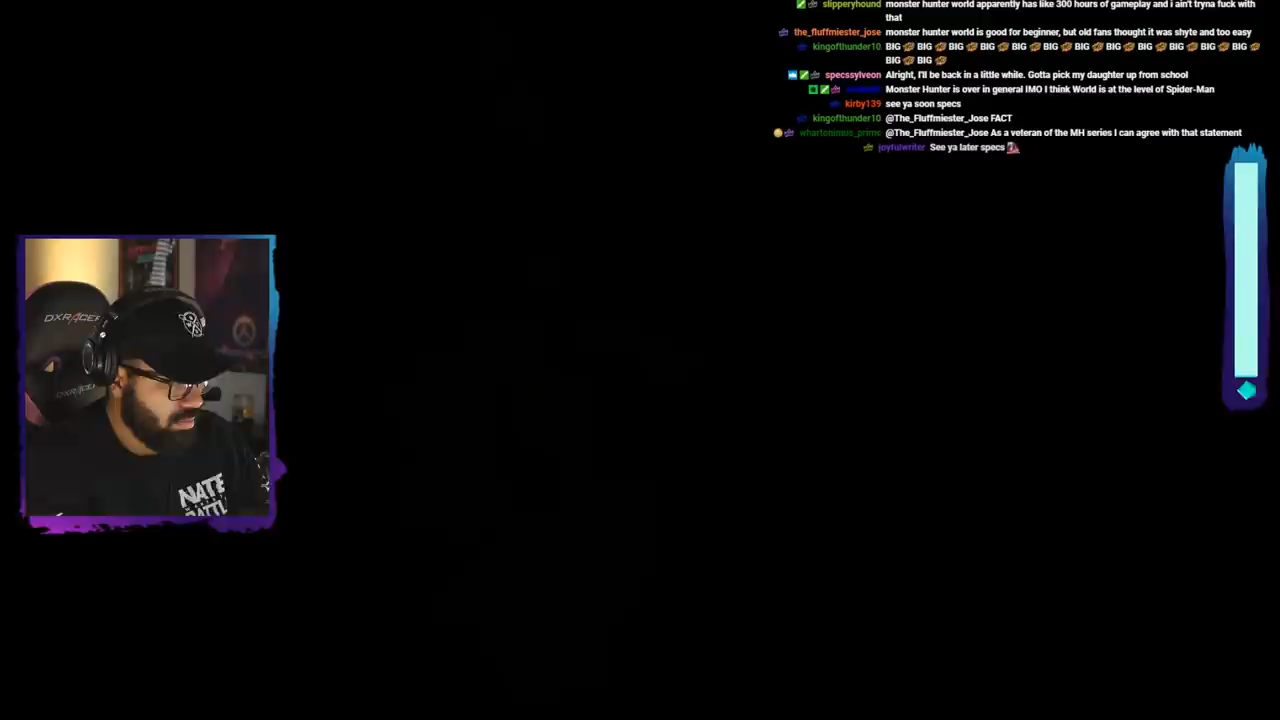 slipperyhound monster hunter world apparently has like 300 hours of gameplay and i ain't tryna fuck with
that
the_fluffmiester_jose monster hunter world is good for beginner, but old fans thought it was shyte and too easy
kingofthunder10 BIG BIG BIG BIG BIG BIG BIG BIG BIG BIG BIG BIG
BIG BIG
specssylveon Alright, I'll be back in a little while. Gotta pick my daughter up from school
Monster Hunter is over in general IMO I think World is at the level of Spider-Man
kirby139 see ya soon specs
kingofthunder10 @The_Fluffmiester_Jose FACT
whartonimus_prime @The_Fluffmiester_Jose As a veteran of the MH series I can agree with that statement
joyfulwriter See ya later specs
DXRACER
DXRACER
NATE
BATTL